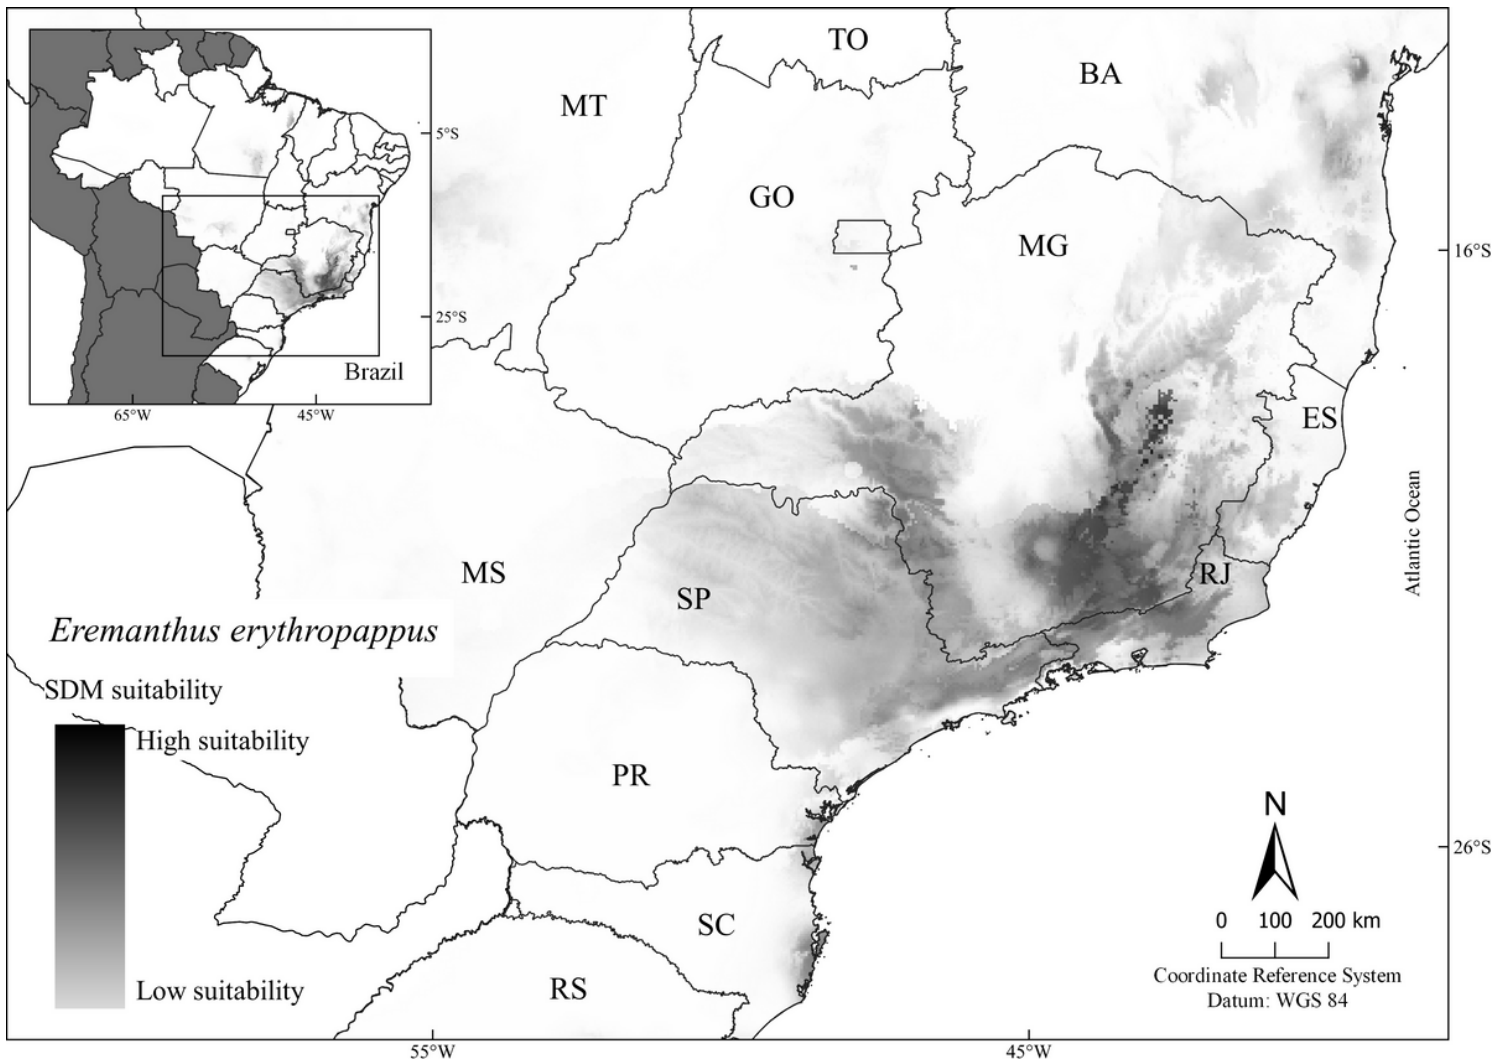 TO
BA
MT
5°S
GO
MG
16°S
25°S
Brazil
65°W
45°W
ES
Atlantic Ocean
MS
RJ
SP
Eremanthus erythropappus
SDM suitability
High suitability
PR
N
26°S
0 100 200 km
SC
Coordinate Reference System
Low suitability
RS
Datum: WGS 84
55°W
45°W